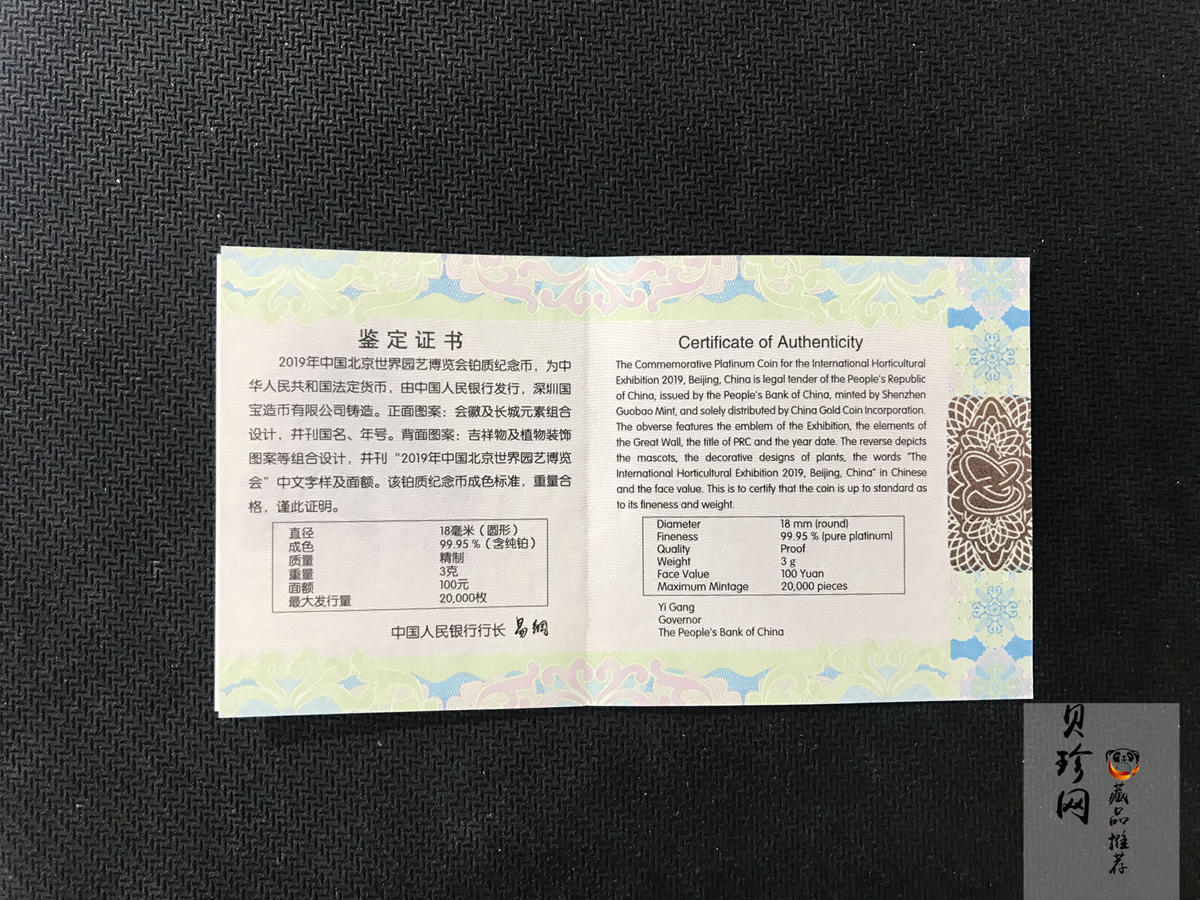 鉴定证书
2019年中国北京世界园艺博览会铂质纪念币，为中
华人民共和国法定货币，由中国人民银行发行，深圳国
宝造币有限公司铸造。正面图案：会徽及长城元素组合
设计，并刊国名、年号。背面图案：吉祥物及植物装饰
图案等组合设计，并刊“2019年中国北京世界园艺博览
会”中文字样及面额。该铂质纪念币成色标准，重量合
格，谨此证明。
直径 18毫米（圆形）
成色 99.95 %（含纯铂）
质量 精制
重量 3克
面额 100元
最大发行量 20,000枚
中国人民银行行长 易纲
Certificate of Authenticity
The Commemorative Platinum Coin for the International Horticultural
Exhibition 2019, Beijing, China is legal tender of the People's Republic
of China, issued by the People's Bank of China, minted by Shenzhen
Guobao Mint, and solely distributed by China Gold Coin Incorporation.
The obverse features the emblem of the Exhibition, the elements of
the Great Wall, the title of PRC and the year date. The reverse depicts
the mascots, the decorative designs of plants, the words "The
International Horticultural Exhibition 2019, Beijing, China" in Chinese
and the face value. This is to certify that the coin is up to standard as
to its fineness and weight.
Diameter 18 mm (round)
Fineness 99.95 % (pure platinum)
Quality Proof
Weight 3 g
Face Value 100 Yuan
Maximum Mintage 20,000 pieces
Yi Gang
Governor
The People's Bank of China
贝珍网
藏品推荐